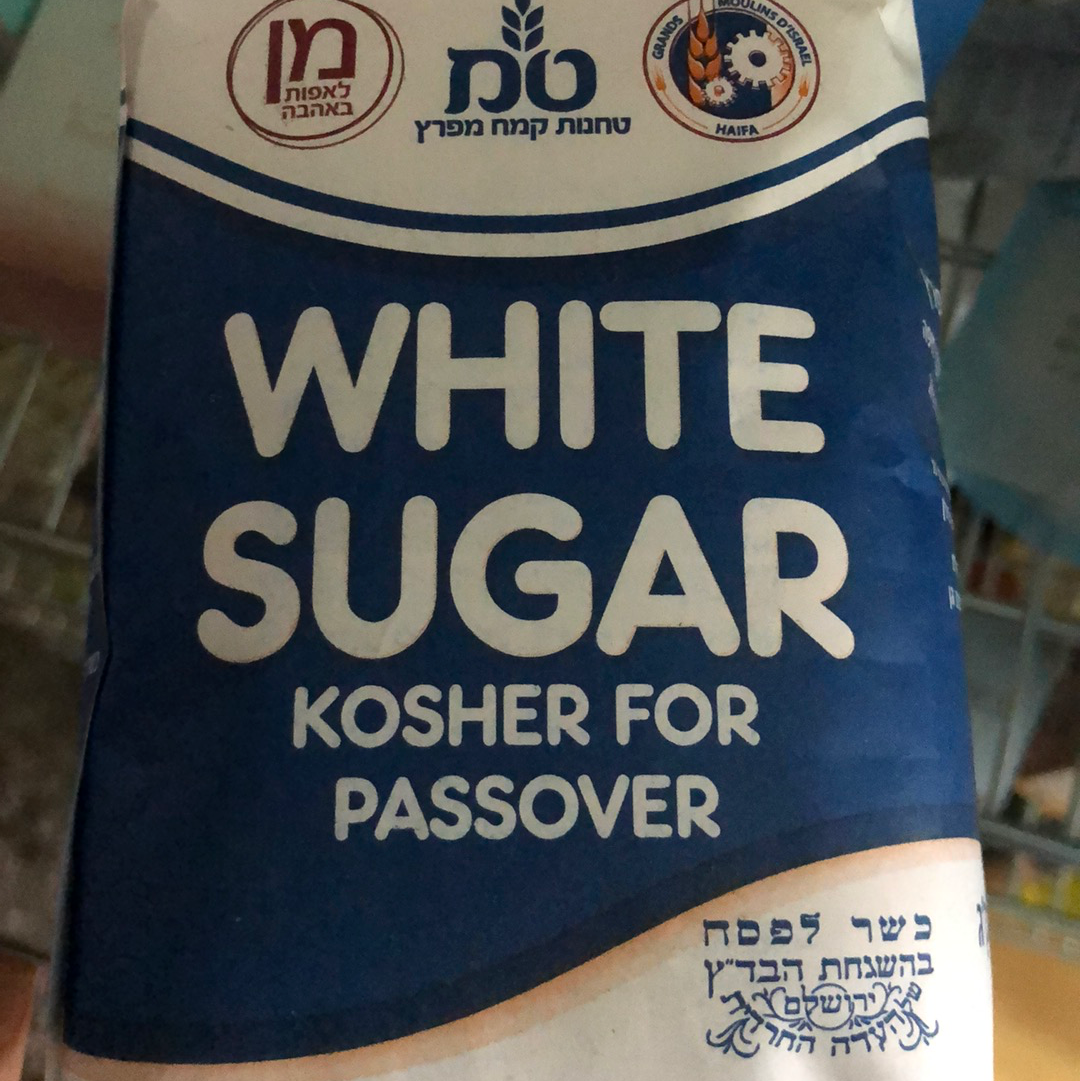 מן
לאפות
באהבה
טמ
טחנות קמח מפרץ
GRANDS MOULINS D'ISRAEL
HAIFA
WHITE
SUGAR
KOSHER FOR
PASSOVER
כשר לפסח
בהשגחת הבד"ץ
ירושלם
העדה החרדית